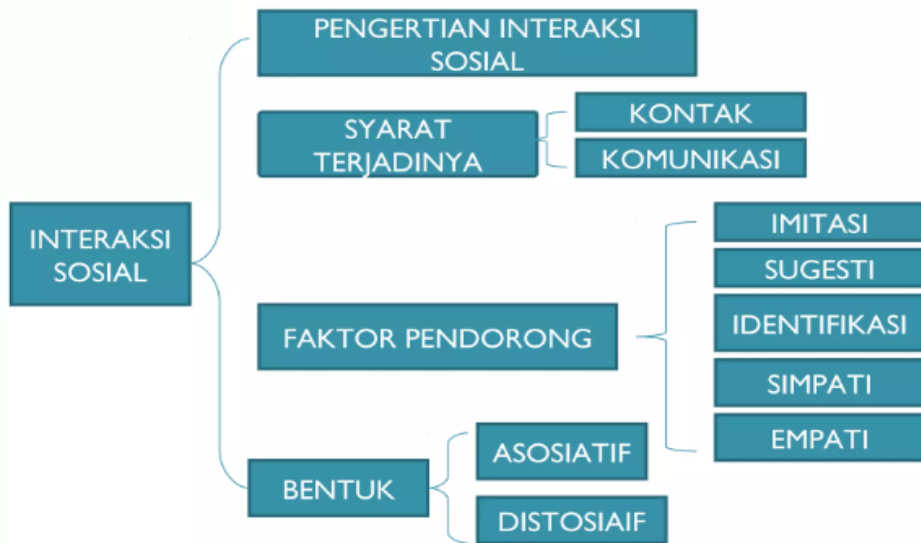 PENGERTIAN INTERAKSI
SOSIAL
SYARAT
TERJADINYA
KONTAK
KOMUNIKASI
INTERAKSI
SOSIAL
FAKTOR PENDORONG
IMITASI
SUGESTI
IDENTIFIKASI
SIMPATI
EMPATI
BENTUK
ASOSIATIF
DISTOSIAIF